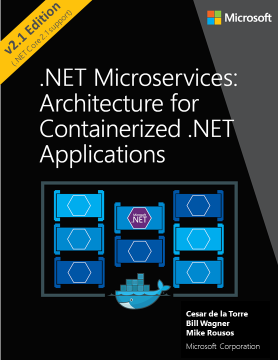 Microsoft
v2.1 Edition
(.NET Core 2.1 support)
.NET Microservices:
Architecture for
Containerized .NET
Applications
Microsoft
.NET
Cesar de la Torre
Bill Wagner
Mike Rousos
Microsoft Corporation